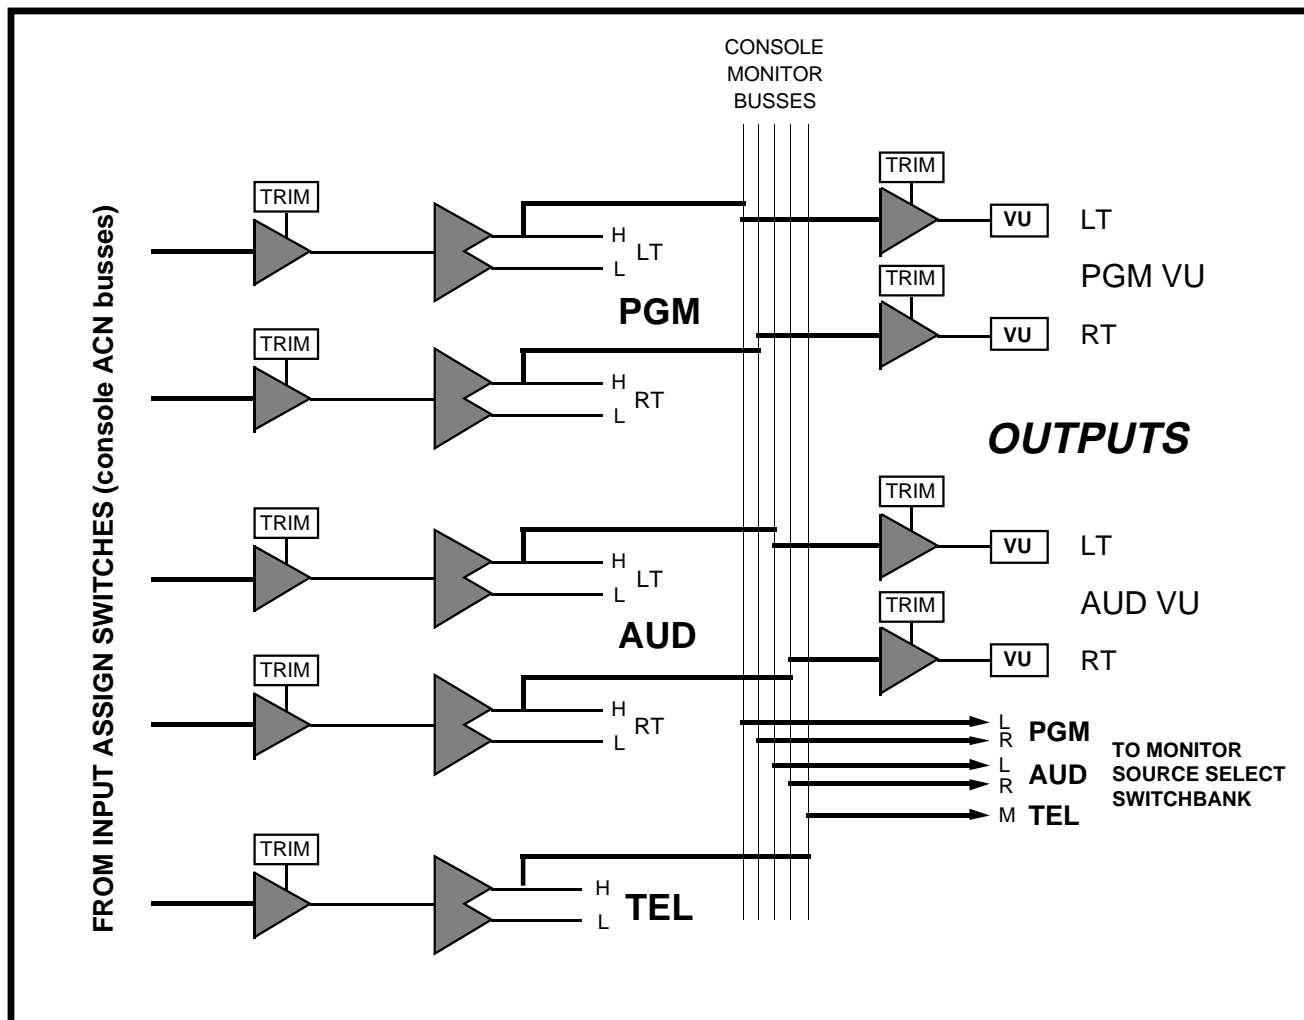 CONSOLE
MONITOR
BUSSES
FROM INPUT ASSIGN SWITCHES (console ACN busses)
TRIM
H
L
LT
PGM
TRIM
H
L
RT
TRIM
H
L
LT
AUD
TRIM
H
L
RT
TRIM
H
L
TEL
TRIM
VU
LT
PGM VU
TRIM
VU
RT
OUTPUTS
TRIM
VU
LT
AUD VU
TRIM
VU
RT
L
R
PGM
L
R
AUD
M
TEL
TO MONITOR
SOURCE SELECT
SWITCHBANK